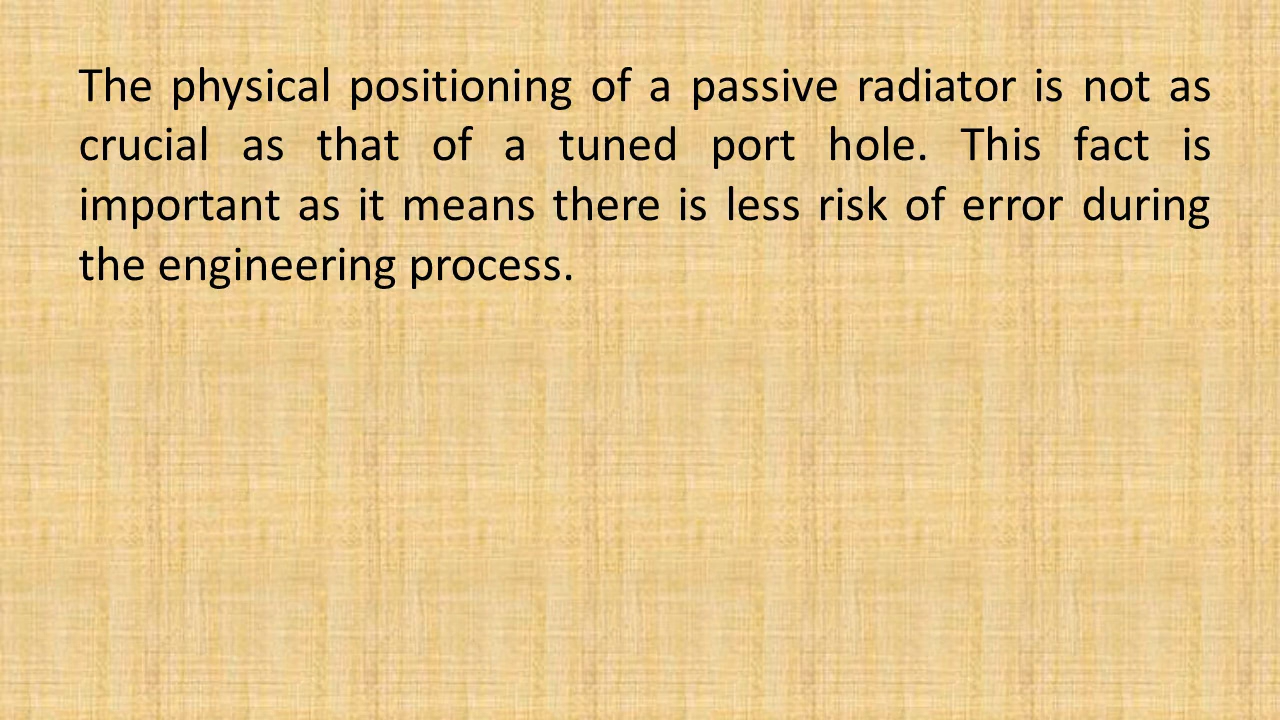 The physical positioning of a passive radiator is not as
crucial as that of a tuned port hole. This fact is
important as it means there is less risk of error during
the engineering process.